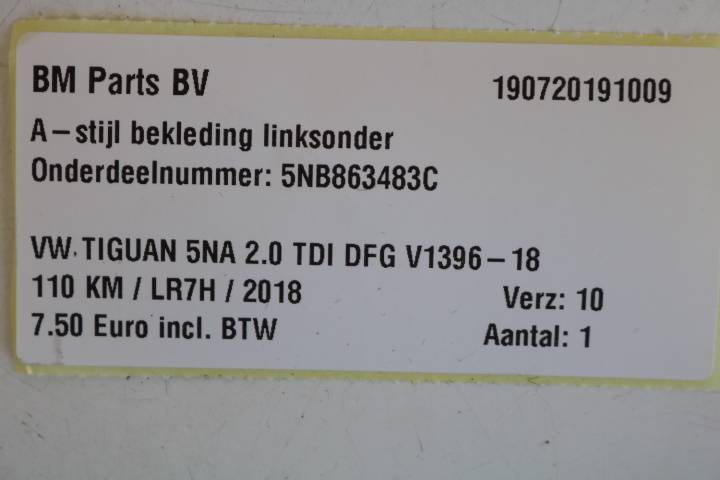 BM Parts BV 190720191009
A-stijl bekleding linksonder
Onderdeelnummer: 5NB863483C
VW TIGUAN 5NA 2.0 TDI DFG V1396-18
110 KM / LR7H / 2018 Verz: 10
7.50 Euro incl. BTW Aantal: 1